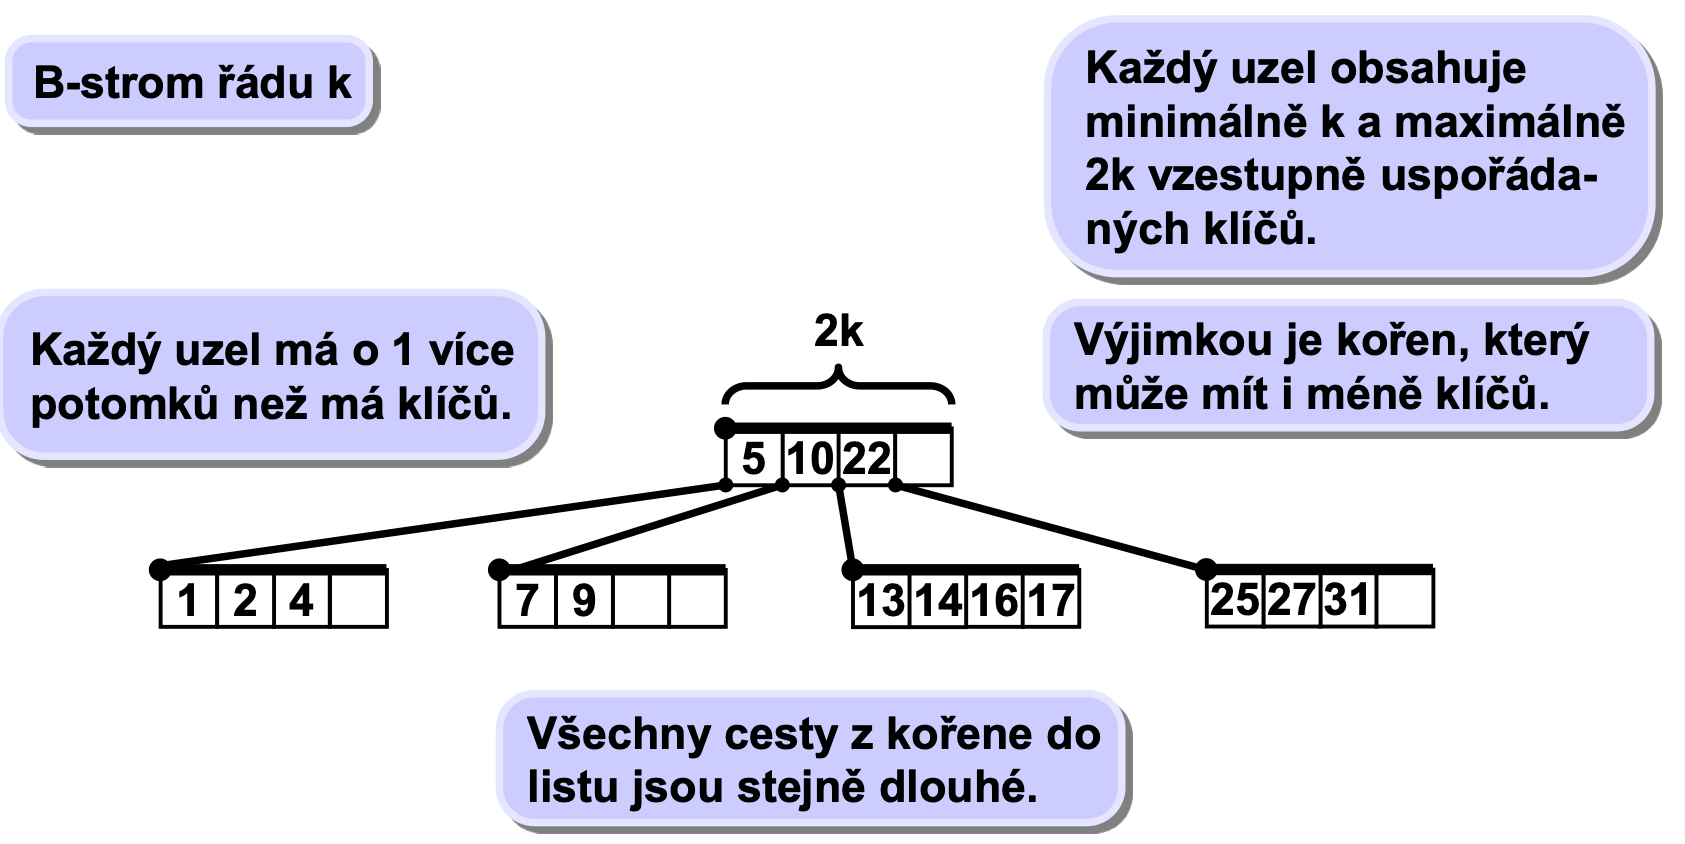 B-strom řádu k
Každý uzel obsahuje
minimálně k a maximálně
2k vzestupně uspořáda-
ných klíčů.
Každý uzel má o 1 více
potomků než má klíčů.
Výjimkou je kořen, který
může mít i méně klíčů.
2k
5 10 22
1 2 4
7 9
13 14 16 17
25 27 31
Všechny cesty z kořene do
listu jsou stejně dlouhé.